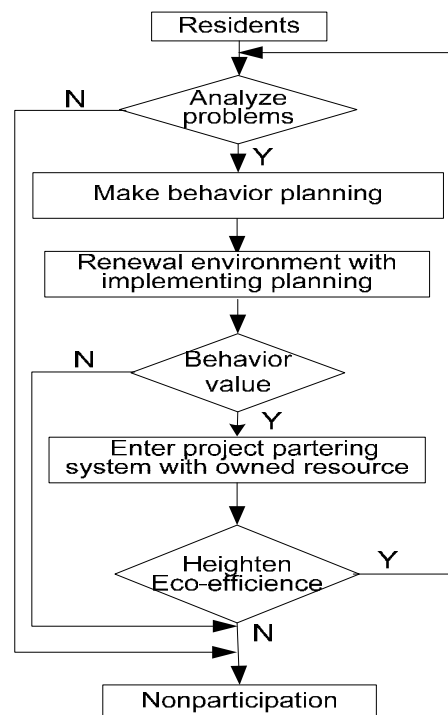 Residents
N
Analyze
problems
Y
Make behavior planning
Renewal environment with
implementing planning
N
Behavior
value
Y
Enter project partering
system with owned resource
Heighten
Eco-efficience
Y
N
Nonparticipation